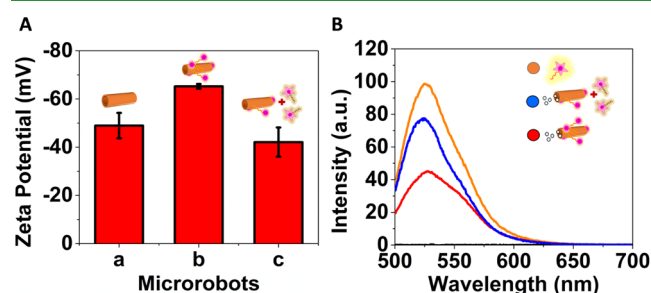 A
Zeta Potential (mV)
-80
-60
-40
-20
0
a
b
c
Microrobots
B
Intensity (a.u.)
120
100
80
60
40
20
0
500
550
600
650
700
Wavelength (nm)